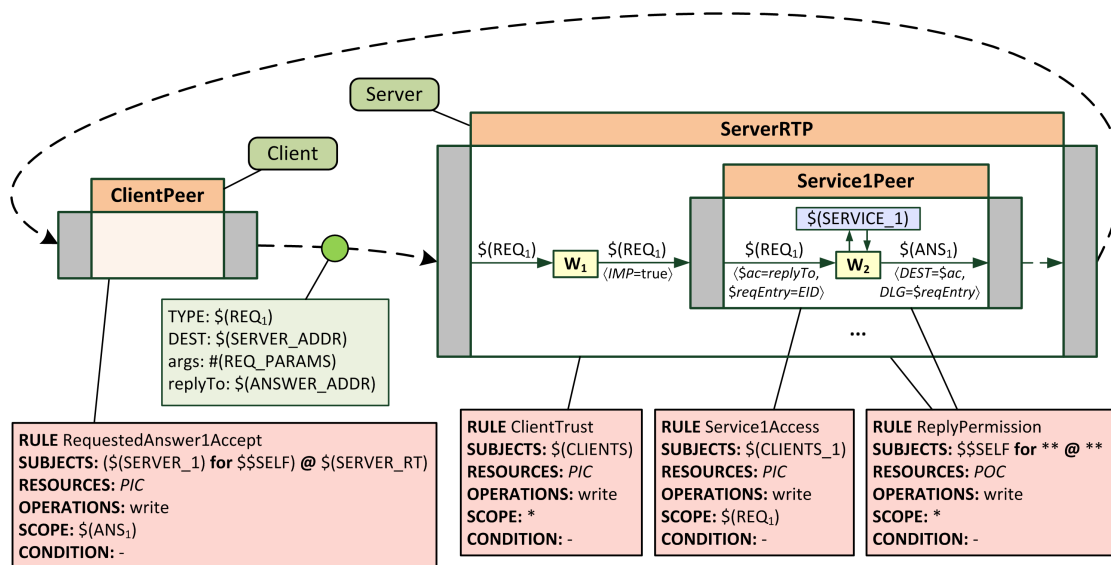 Server
ServerRTP
Client
ClientPeer
Service1Peer
$(SERVICE_1)
$(REQ₁)
W₁
$(REQ₁)
⟨IMP=true⟩
$(REQ₁)
⟨$ac=replyTo,
$reqEntry=EID⟩
W₂
$(ANS₁)
⟨DEST=$ac,
DLG=$reqEntry⟩
...
TYPE: $(REQ₁)
DEST: $(SERVER_ADDR)
args: #(REQ_PARAMS)
replyTo: $(ANSWER_ADDR)
RULE RequestedAnswer1Accept
SUBJECTS: ($(SERVER_1) for $$SELF) @ $(SERVER_RT)
RESOURCES: PIC
OPERATIONS: write
SCOPE: $(ANS₁)
CONDITION: -
RULE ClientTrust
SUBJECTS: $(CLIENTS)
RESOURCES: PIC
OPERATIONS: write
SCOPE: *
CONDITION: -
RULE Service1Access
SUBJECTS: $(CLIENTS_1)
RESOURCES: PIC
OPERATIONS: write
SCOPE: $(REQ₁)
CONDITION: -
RULE ReplyPermission
SUBJECTS: $$SELF for ** @ **
RESOURCES: POC
OPERATIONS: write
SCOPE: *
CONDITION: -